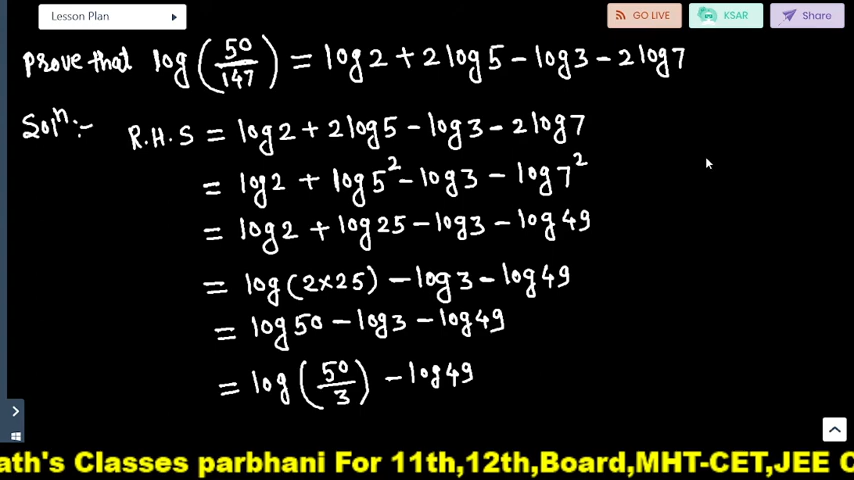 Lesson Plan
GO LIVE
KSAR
Share
Prove that log(50/147) = log2 + 2log5 - log3 - 2log7
Solⁿ:-
R.H.S = log2 + 2log5 - log3 - 2log7
= log2 + log5² - log3 - log7²
= log2 + log25 - log3 - log49
= log(2×25) - log3 - log49
= log50 - log3 - log49
= log(50/3) - log49
ath's Classes parbhani For 11th,12th,Board,MHT-CET,JEE